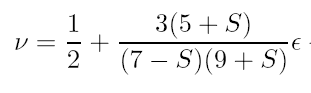 ν = 1/2 + 3(5 + S)/((7 − S)(9 + S)) ϵ